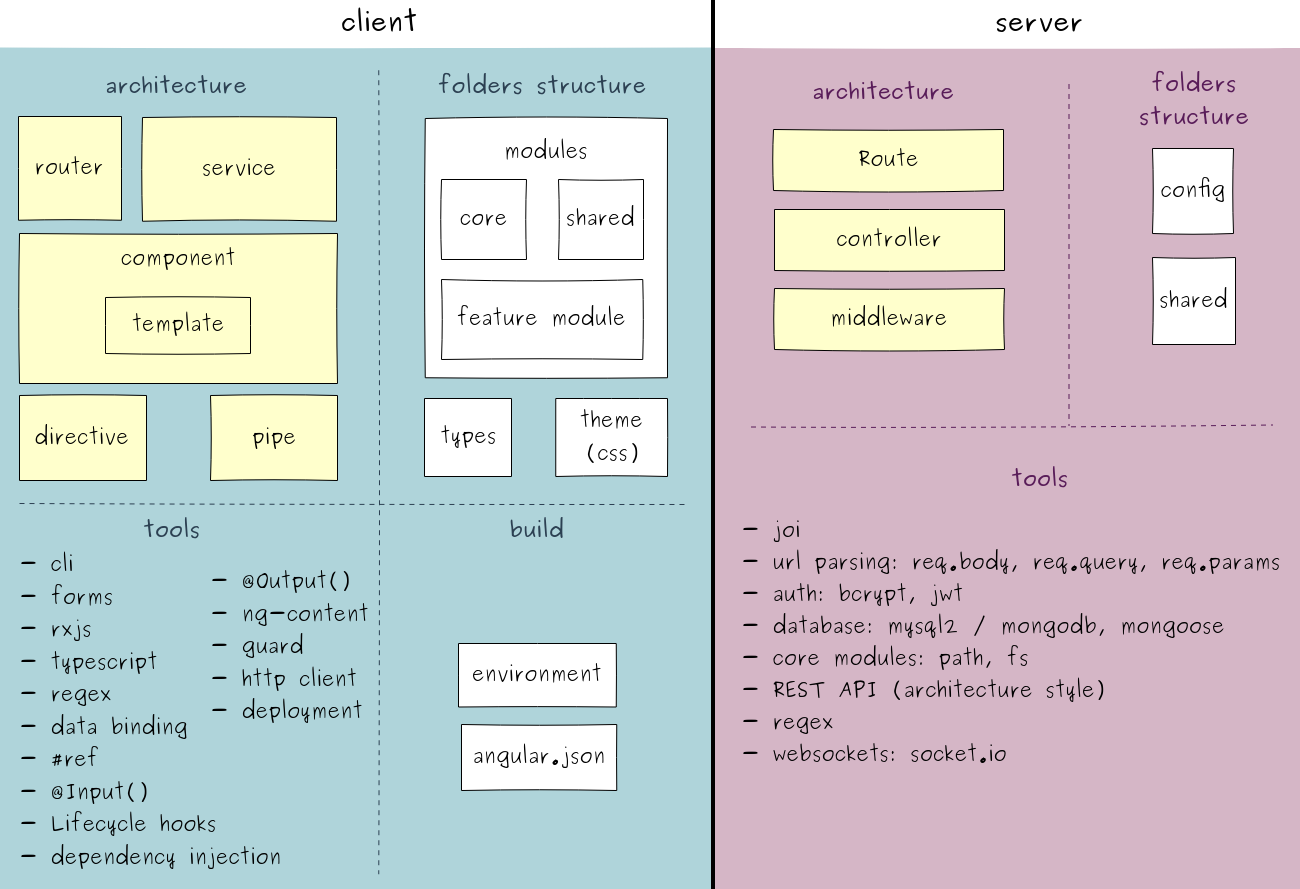 client
architecture
router
service
component
template
directive
pipe
folders structure
modules
core
shared
feature module
types
theme
(css)
tools
- cli
- forms
- rxjs
- typescript
- regex
- data binding
- #ref
- @Input()
- Lifecycle hooks
- dependency injection
- @Output()
- ng-content
- guard
- http client
- deployment
build
environment
angular.json
server
architecture
Route
controller
middleware
folders
structure
config
shared
tools
- joi
- url parsing: req.body, req.query, req.params
- auth: bcrypt, jwt
- database: mysql2 / mongodb, mongoose
- core modules: path, fs
- REST API (architecture style)
- regex
- websockets: socket.io